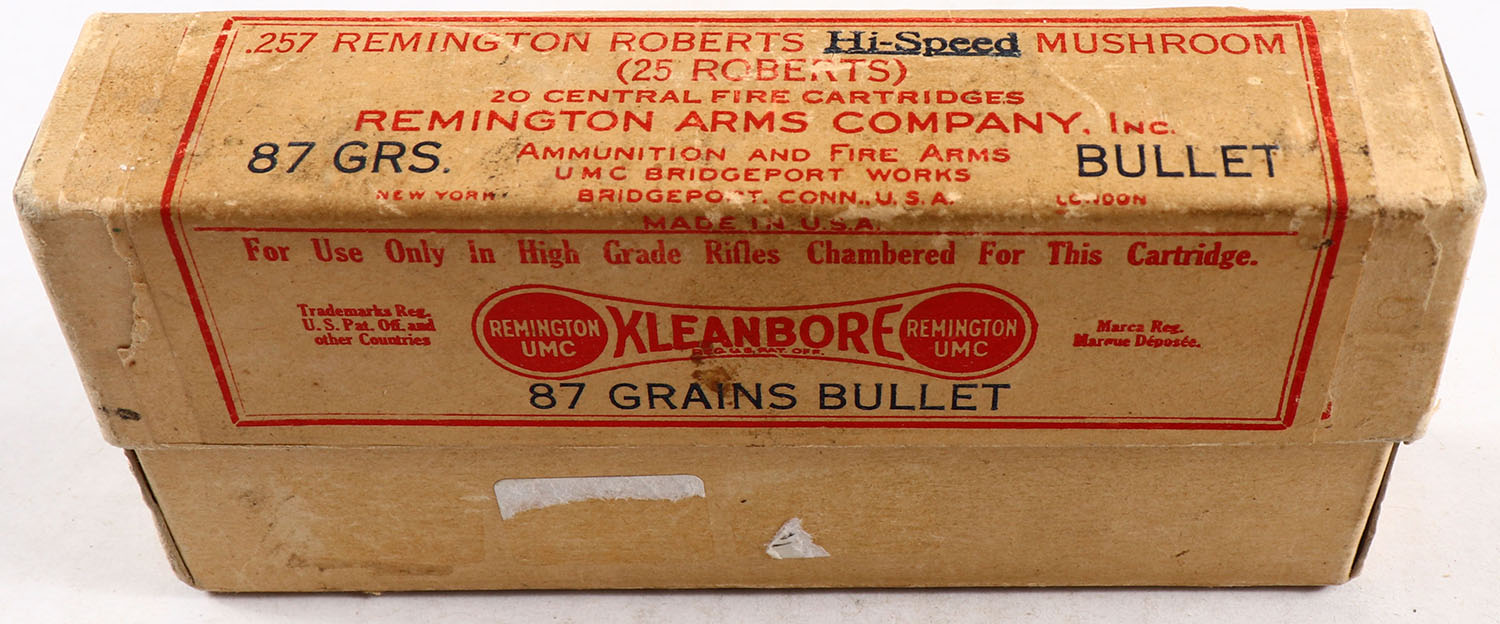 .257 REMINGTON ROBERTS Hi-Speed MUSHROOM
(25 ROBERTS)
20 CENTRAL FIRE CARTRIDGES
REMINGTON ARMS COMPANY, INC.
87 GRS. AMMUNITION AND FIRE ARMS BULLET
UMC BRIDGEPORT WORKS
NEW YORK BRIDGEPORT, CONN., U.S.A. LONDON
MADE IN U.S.A.
For Use Only in High Grade Rifles Chambered For This Cartridge.
Trademarks Reg.
U.S. Pat. Off. and
other Countries
REMINGTON
UMC
KLEANBORE
REG. U.S. PAT. OFF.
REMINGTON
UMC
Marca Reg.
Marque Déposée.
87 GRAINS BULLET